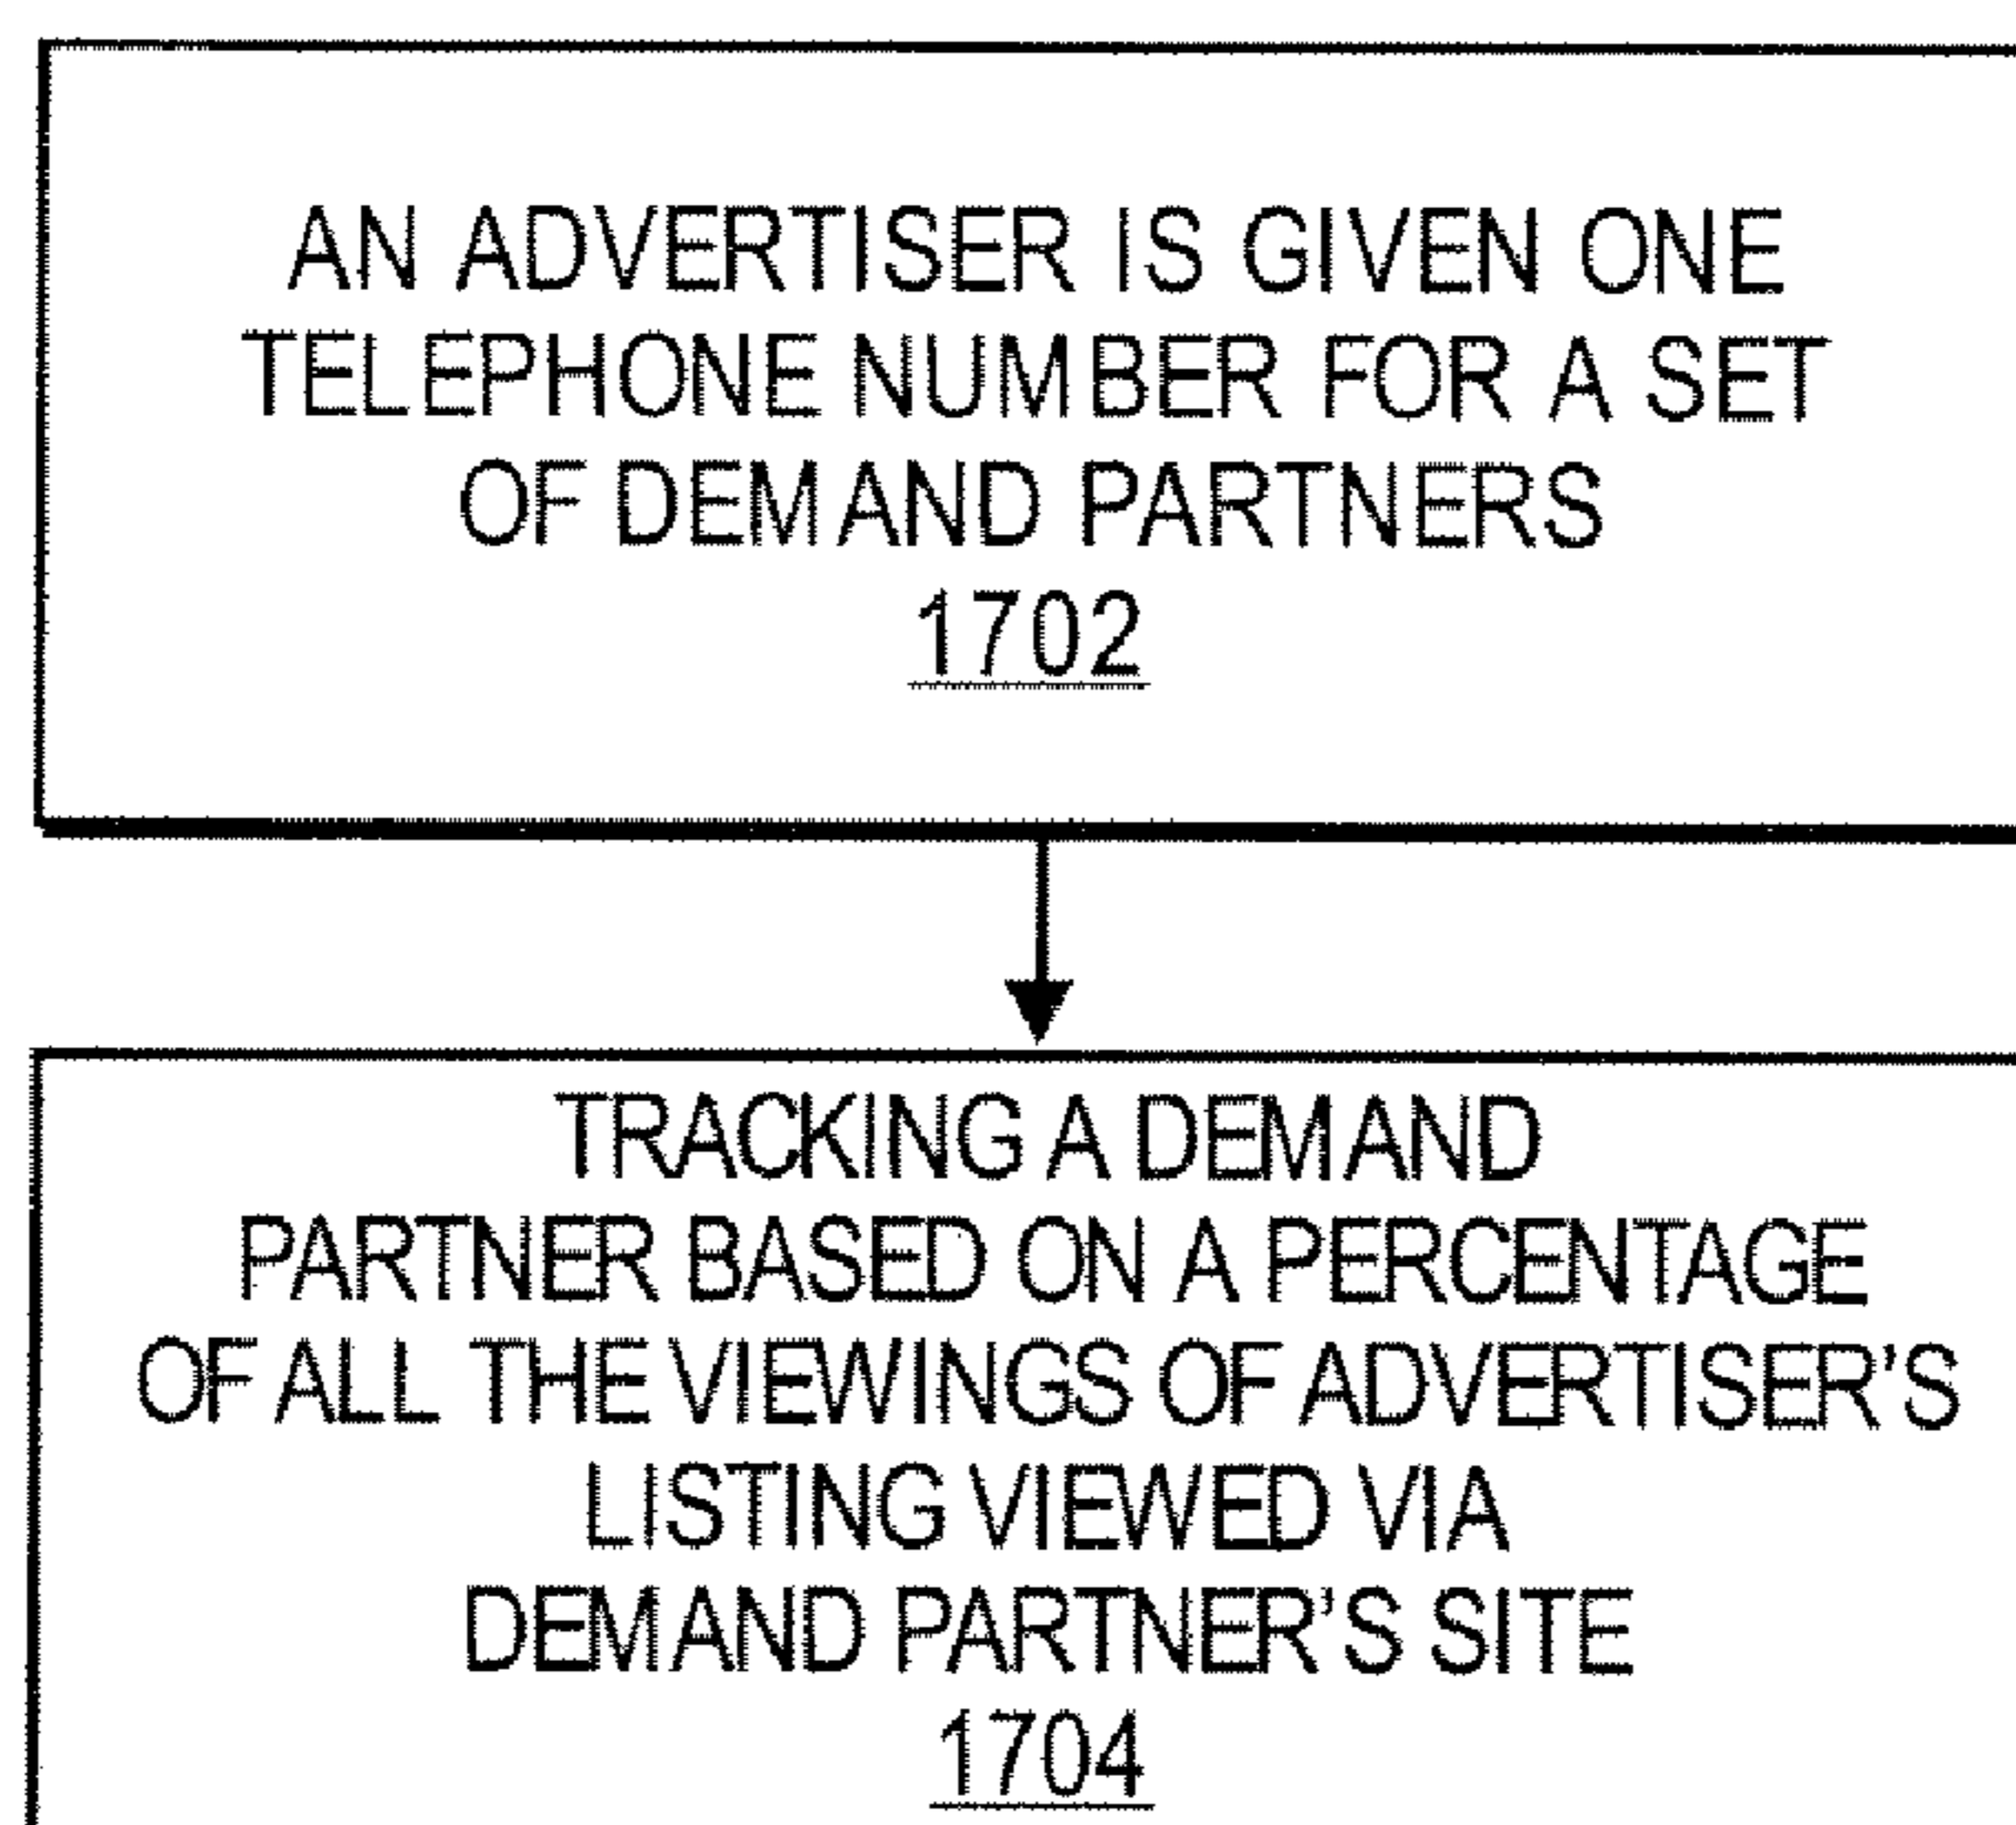 AN ADVERTISER IS GIVEN ONE
TELEPHONE NUMBER FOR A SET
OF DEMAND PARTNERS
1702
TRACKING A DEMAND
PARTNER BASED ON A PERCENTAGE
OF ALL THE VIEWINGS OF ADVERTISER'S
LISTING VIEWED VIA
DEMAND PARTNER'S SITE
1704